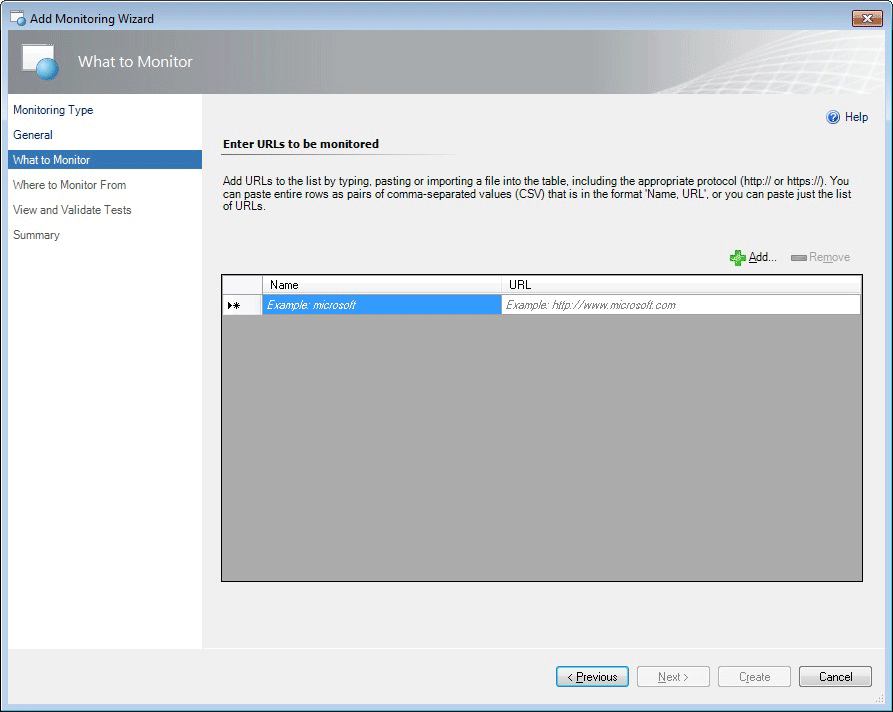 Add Monitoring Wizard
What to Monitor
Monitoring Type
General
What to Monitor
Where to Monitor From
View and Validate Tests
Summary
Help
Enter URLs to be monitored
Add URLs to the list by typing, pasting or importing a file into the table, including the appropriate protocol (http:// or https://). You
can paste entire rows as pairs of comma-separated values (CSV) that is in the format 'Name, URL', or you can paste just the list
of URLs.
Add... Remove
Name URL
Example: microsoft Example: http://www.microsoft.com
< Previous Next > Create Cancel